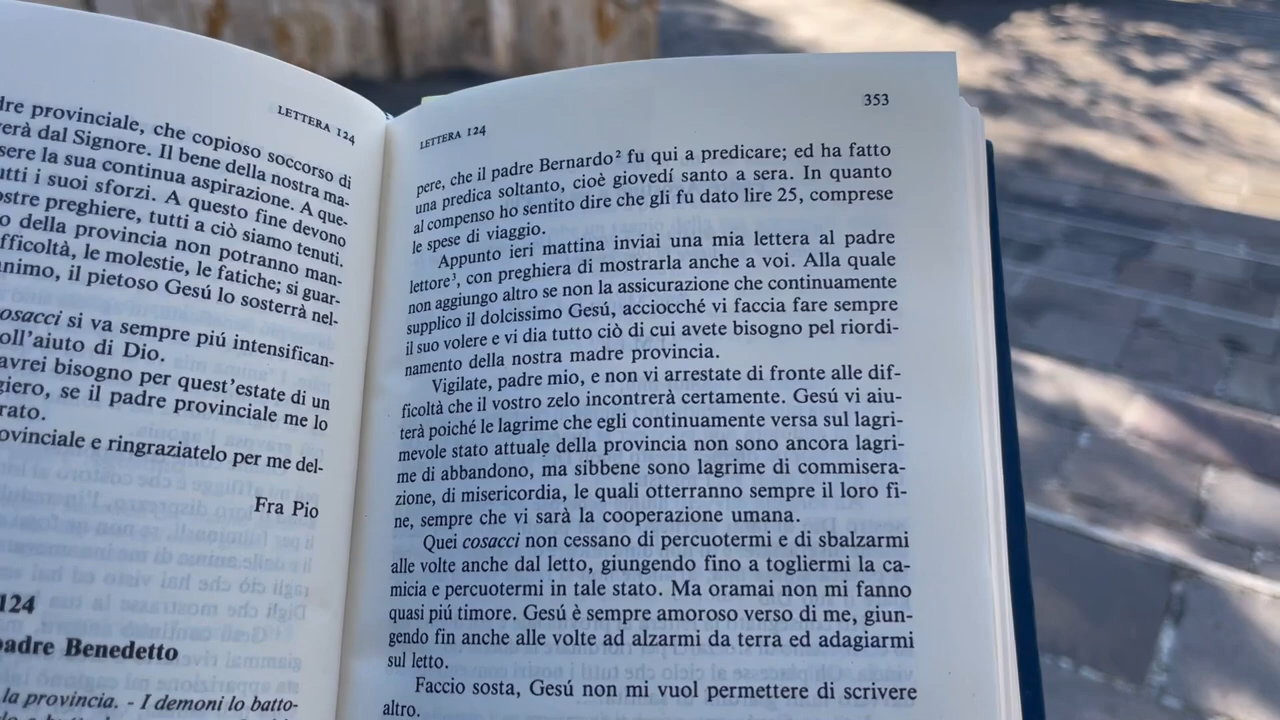 LETTERA 124
provinciale, che copioso soccorso di
dal Signore. Il bene della nostra ma-
la sua continua aspirazione. A que-
i suoi sforzi. A questo fine devono
preghiere, tutti a ciò siamo tenuti.
della provincia non potranno man-
le molestie, le fatiche; si guar-
il pietoso Gesú lo sosterrà nel-
si va sempre piú intensifican-
di Dio.
avrei bisogno per quest'estate di un
se il padre provinciale me lo
e ringraziatelo per me del-
Fra Pio
124
Benedetto
la provincia. - I demoni lo batto-
LETTERA 124
353
pere, che il padre Bernardo² fu qui a predicare; ed ha fatto
una predica soltanto, cioè giovedí santo a sera. In quanto
al compenso ho sentito dire che gli fu dato lire 25, comprese
le spese di viaggio.
Appunto ieri mattina inviai una mia lettera al padre
lettore³, con preghiera di mostrarla anche a voi. Alla quale
non aggiungo altro se non la assicurazione che continuamente
supplico il dolcissimo Gesú, acciocché vi faccia fare sempre
il suo volere e vi dia tutto ciò di cui avete bisogno pel riordi-
namento della nostra madre provincia.
Vigilate, padre mio, e non vi arrestate di fronte alle dif-
ficoltà che il vostro zelo incontrerà certamente. Gesú vi aiu-
terà poiché le lagrime che egli continuamente versa sul lagri-
mevole stato attuale della provincia non sono ancora lagri-
me di abbandono, ma sibbene sono lagrime di commisera-
zione, di misericordia, le quali otterranno sempre il loro fi-
ne, sempre che vi sarà la cooperazione umana.
Quei cosacci non cessano di percuotermi e di sbalzarmi
alle volte anche dal letto, giungendo fino a togliermi la ca-
micia e percuotermi in tale stato. Ma oramai non mi fanno
quasi piú timore. Gesú è sempre amoroso verso di me, giun-
gendo fin anche alle volte ad alzarmi da terra ed adagiarmi
sul letto.
Faccio sosta, Gesú non mi vuol permettere di scrivere
altro.